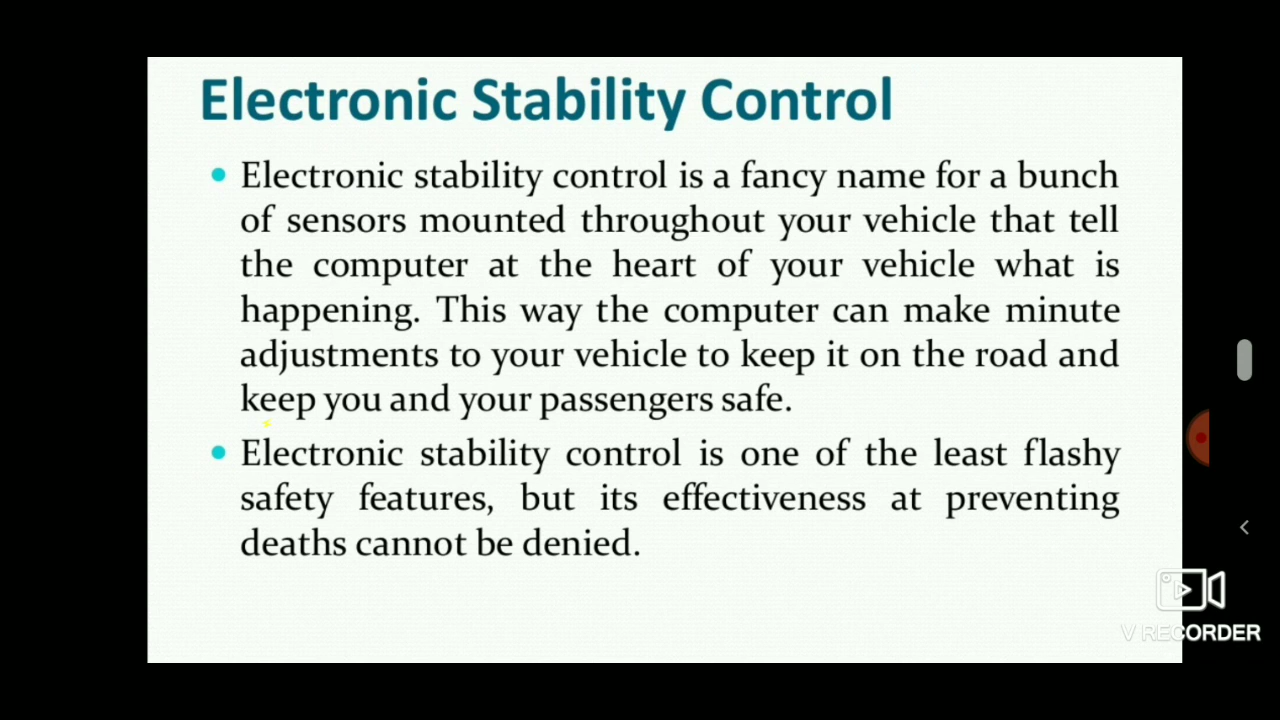 Electronic Stability Control
• Electronic stability control is a fancy name for a bunch
of sensors mounted throughout your vehicle that tell
the computer at the heart of your vehicle what is
happening. This way the computer can make minute
adjustments to your vehicle to keep it on the road and
keep you and your passengers safe.
• Electronic stability control is one of the least flashy
safety features, but its effectiveness at preventing
deaths cannot be denied.
V RECORDER